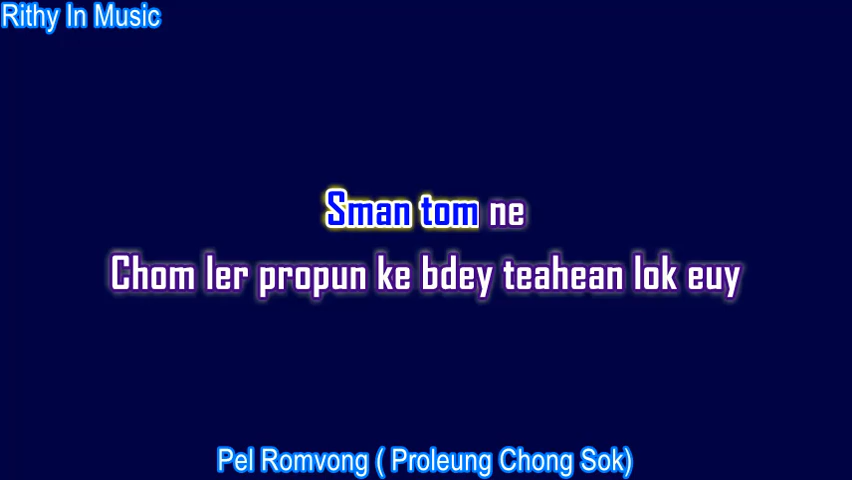 Rithy In Music
Sman tom ne
Chom ler propun ke bdey teahean lok euy
Pel Romvong ( Proleung Chong Sok)